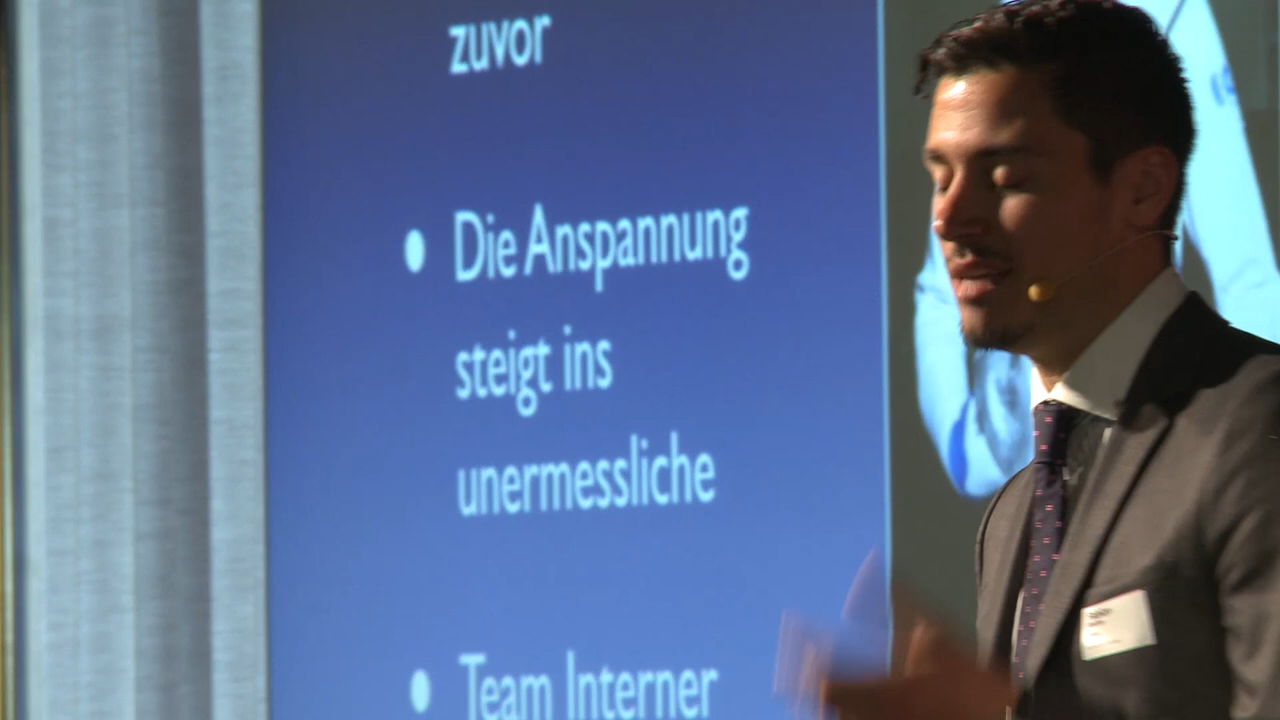 zuvor
• Die Anspannung
steigt ins
unermessliche
• Team Interner